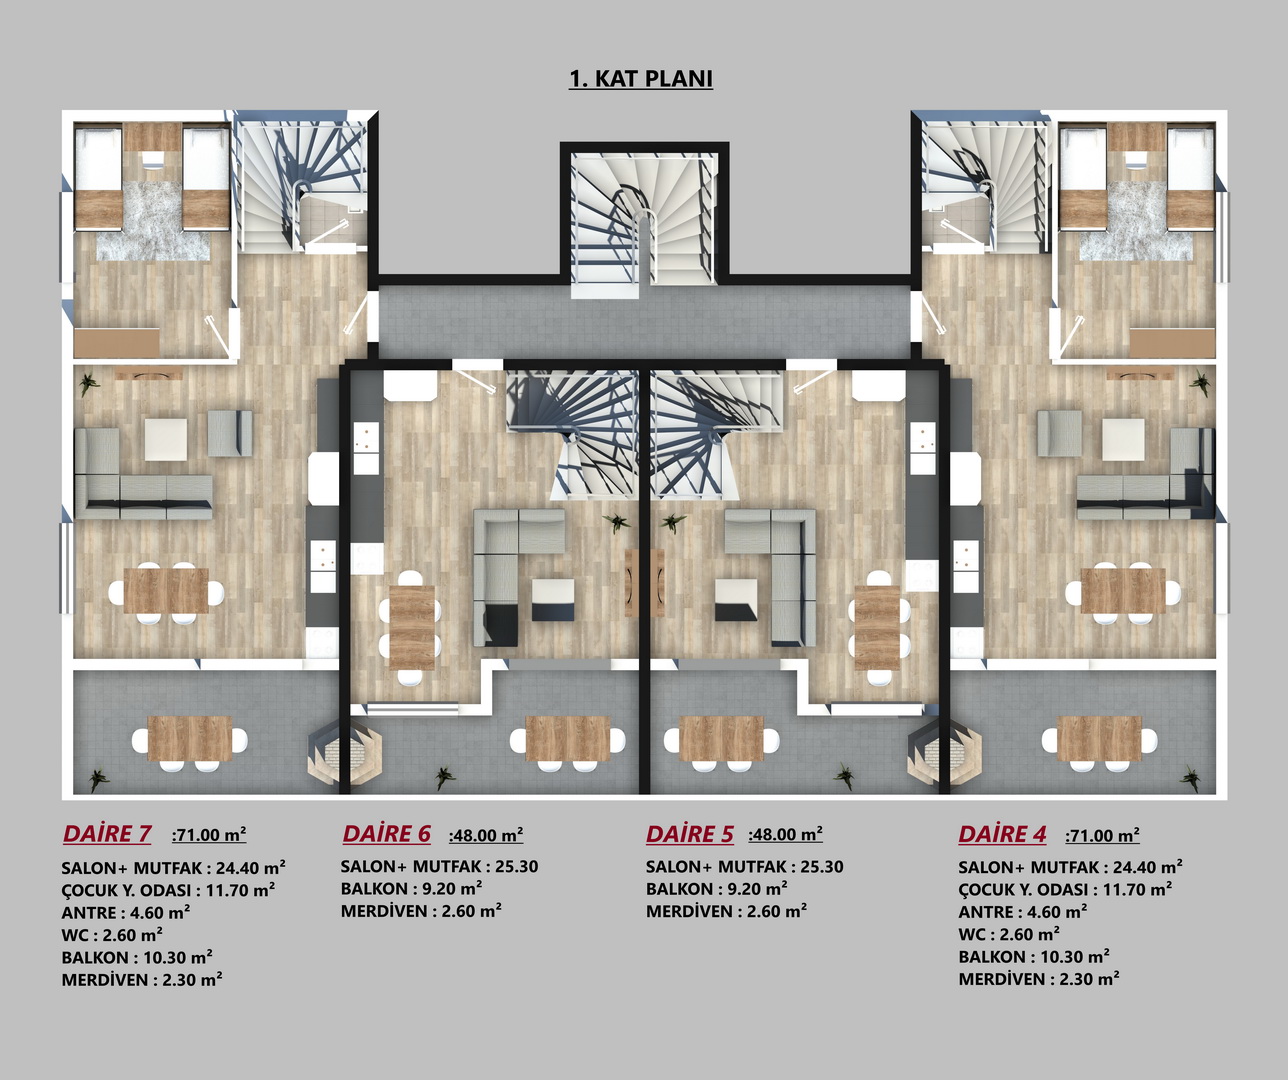 1. KAT PLANI
DAİRE 7 :71.00 m²
SALON+ MUTFAK : 24.40 m²
ÇOCUK Y. ODASI : 11.70 m²
ANTRE : 4.60 m²
WC : 2.60 m²
BALKON : 10.30 m²
MERDİVEN : 2.30 m²
DAİRE 6 :48.00 m²
SALON+ MUTFAK : 25.30
BALKON : 9.20 m²
MERDİVEN : 2.60 m²
DAİRE 5 :48.00 m²
SALON+ MUTFAK : 25.30
BALKON : 9.20 m²
MERDİVEN : 2.60 m²
DAİRE 4 :71.00 m²
SALON+ MUTFAK : 24.40 m²
ÇOCUK Y. ODASI : 11.70 m²
ANTRE : 4.60 m²
WC : 2.60 m²
BALKON : 10.30 m²
MERDİVEN : 2.30 m²